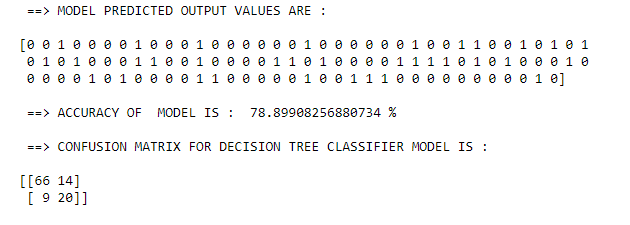 ==> MODEL PREDICTED OUTPUT VALUES ARE :
[0 0 1 0 0 0 0 1 0 0 0 1 0 0 0 0 0 0 1 0 0 0 0 0 0 1 0 0 1 1 0 0 1 0 1 0 1
0 1 0 1 0 0 0 1 1 0 0 1 0 0 0 0 1 1 0 1 0 0 0 0 1 1 1 1 0 1 0 1 0 0 0 1 0
0 0 0 0 1 0 1 0 0 0 0 1 1 0 0 0 0 0 1 0 0 1 1 1 0 0 0 0 0 0 0 0 0 1 0]
==> ACCURACY OF  MODEL IS :  78.89908256880734 %
==> CONFUSION MATRIX FOR DECISION TREE CLASSIFIER MODEL IS :
[[66 14]
[ 9 20]]